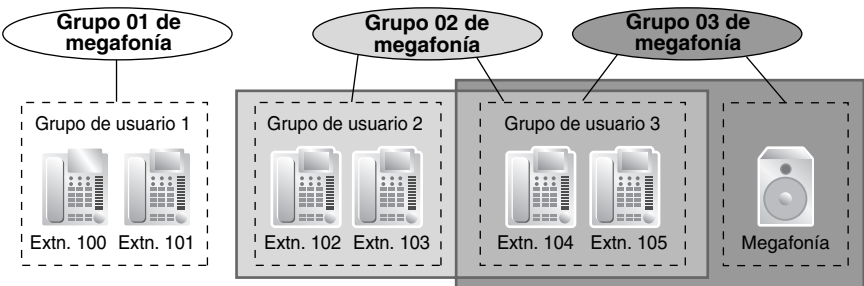 Grupo 01 de
megafonía
Grupo 02 de
megafonía
Grupo 03 de
megafonía
Grupo de usuario 1
Grupo de usuario 2
Grupo de usuario 3
Extn. 100 Extn. 101
Extn. 102 Extn. 103
Extn. 104 Extn. 105
Megafonía